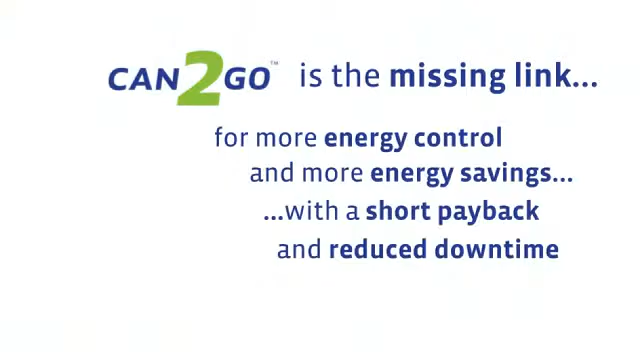 CAN2GO™ is the missing link...
for more energy control
and more energy savings...
...with a short payback
and reduced downtime